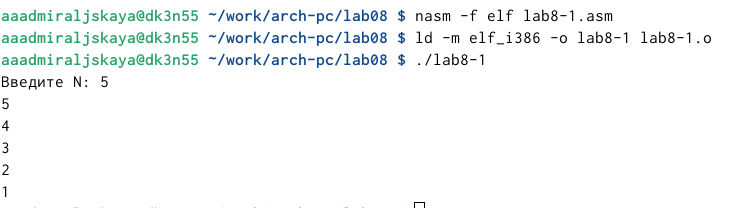 aaadmiraljskaya@dk3n55 ~/work/arch-pc/lab08 $ nasm -f elf lab8-1.asm
aaadmiraljskaya@dk3n55 ~/work/arch-pc/lab08 $ ld -m elf_i386 -o lab8-1 lab8-1.o
aaadmiraljskaya@dk3n55 ~/work/arch-pc/lab08 $ ./lab8-1
Введите N: 5
5
4
3
2
1